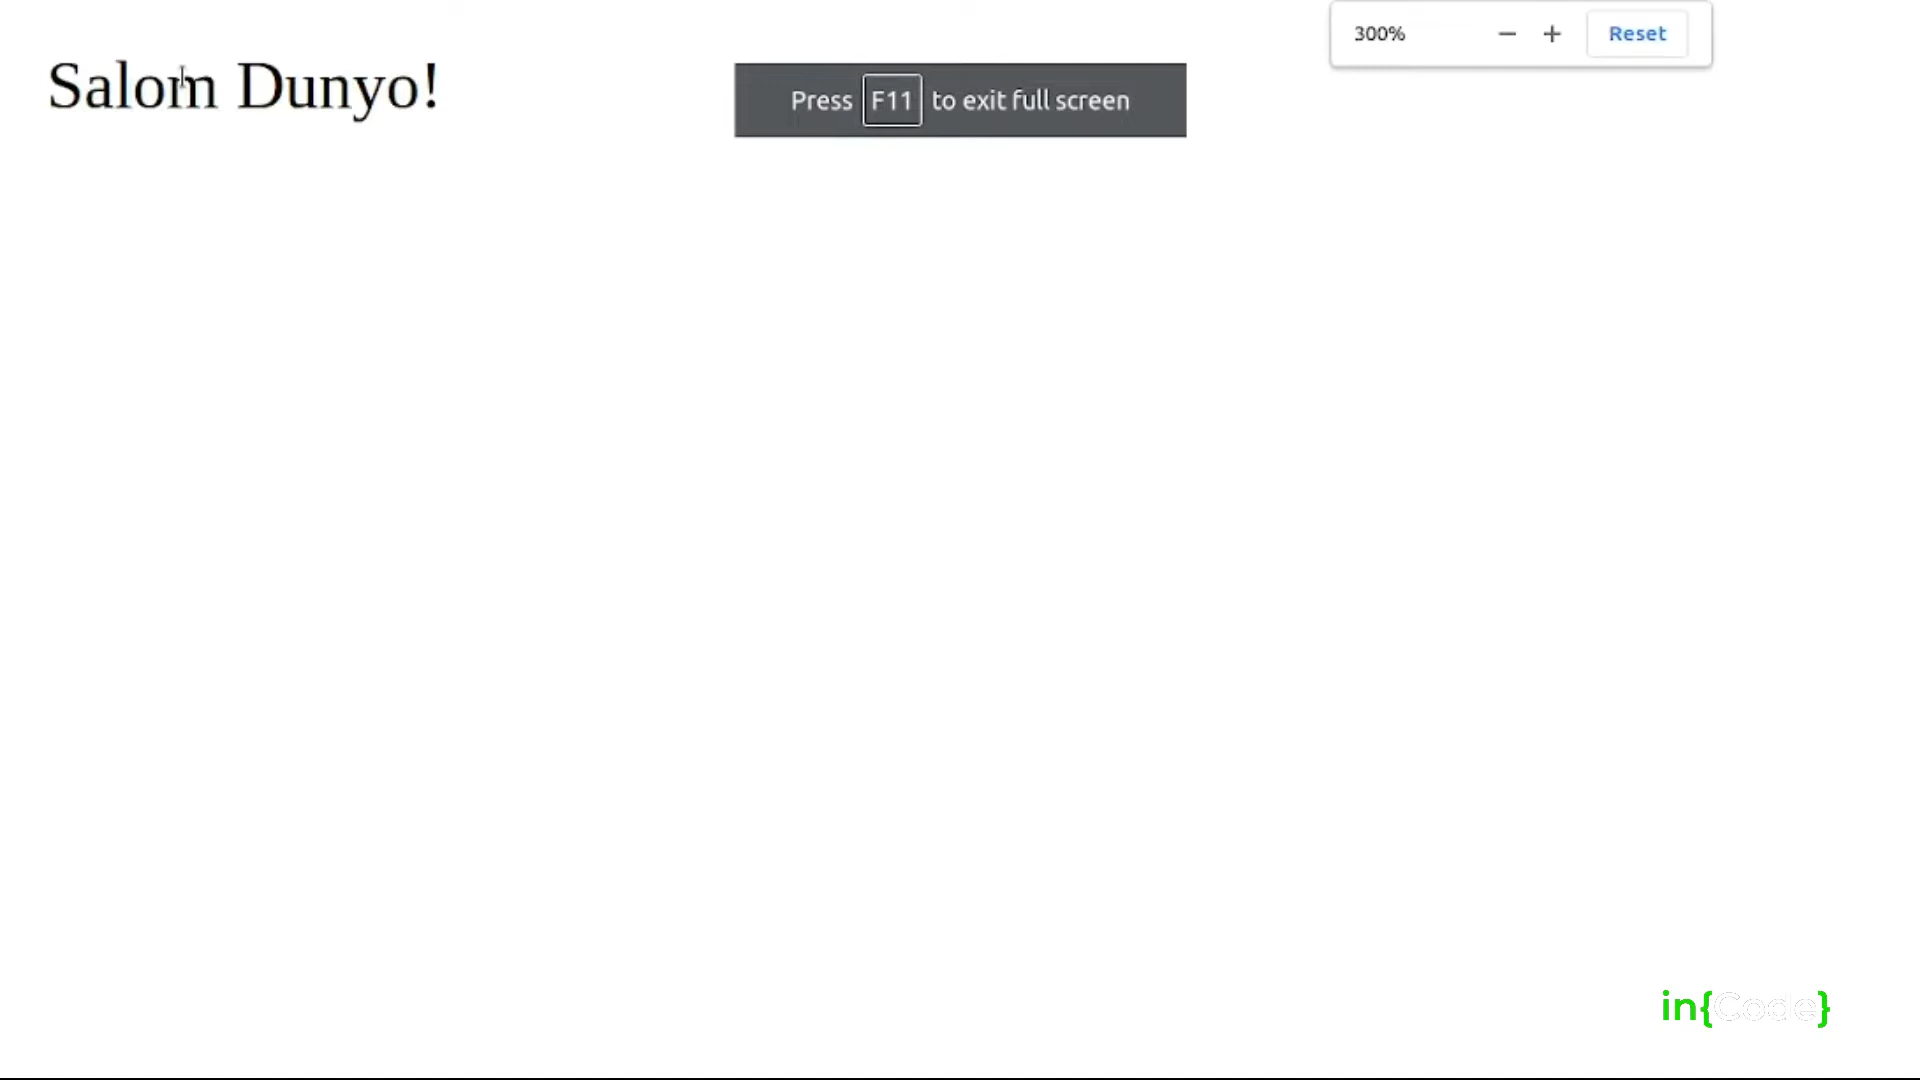 300% − + Reset
Salom Dunyo!
Press F11 to exit full screen
in{Code}